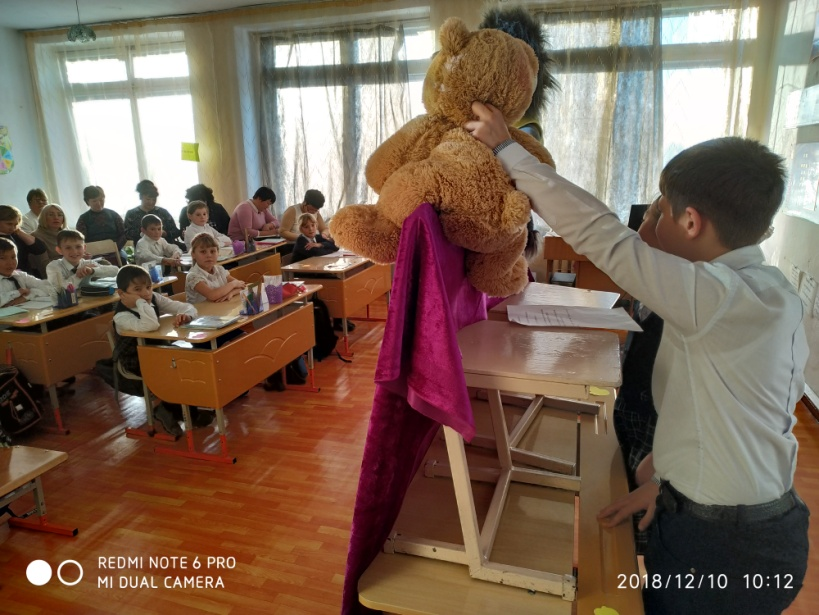 REDMI NOTE 6 PRO
MI DUAL CAMERA
2018/12/10 10:12